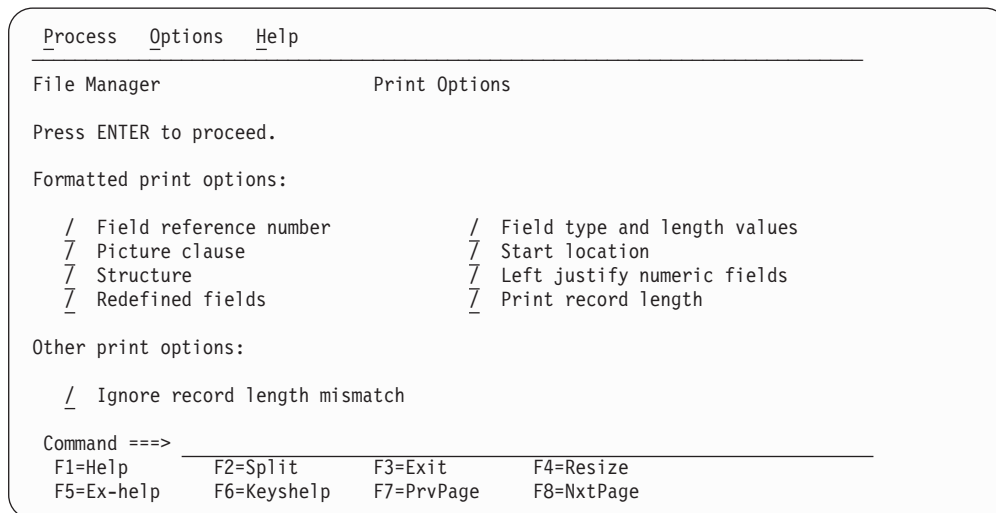 Process Options Help
File Manager Print Options
Press ENTER to proceed.
Formatted print options:
/ Field reference number / Field type and length values
/ Picture clause / Start location
/ Structure / Left justify numeric fields
/ Redefined fields / Print record length
Other print options:
/ Ignore record length mismatch
Command ===>
F1=Help F2=Split F3=Exit F4=Resize
F5=Ex-help F6=Keyshelp F7=PrvPage F8=NxtPage